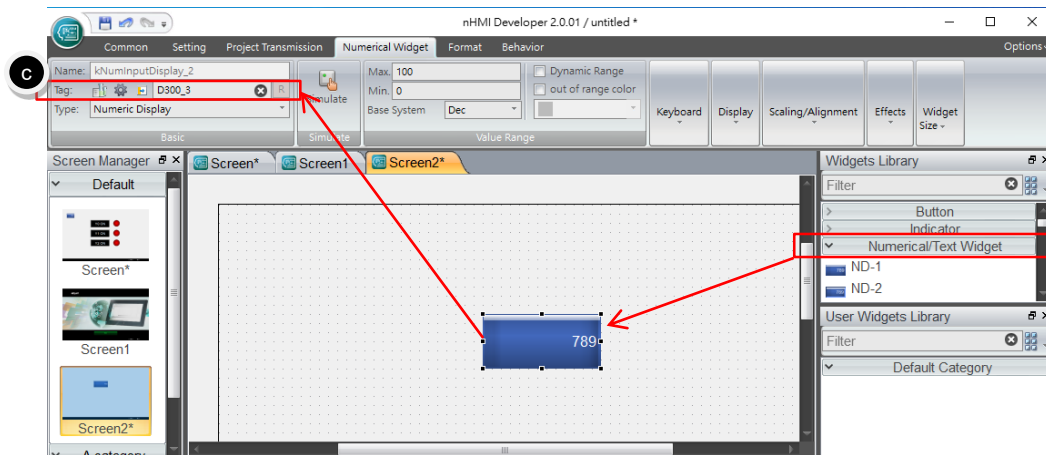 nHMI Developer 2.0.01 / untitled *
Common Setting Project Transmission Numerical Widget Format Behavior Options
C
Name: kNumInputDisplay_2
Tag: D300_3 R
Type: Numeric Display
Basic
Simulate
Simulate
Max. 100
Min. 0
Base System Dec
Dynamic Range
out of range color
Value Range
Keyboard
Display
Scaling/Alignment
Effects
Widget
Size
Screen Manager
Default
Screen*
Screen1
Screen2*
A category
Screen* Screen1 Screen2*
789
Widgets Library
Filter
Button
Indicator
Numerical/Text Widget
ND-1
ND-2
User Widgets Library
Filter
Default Category